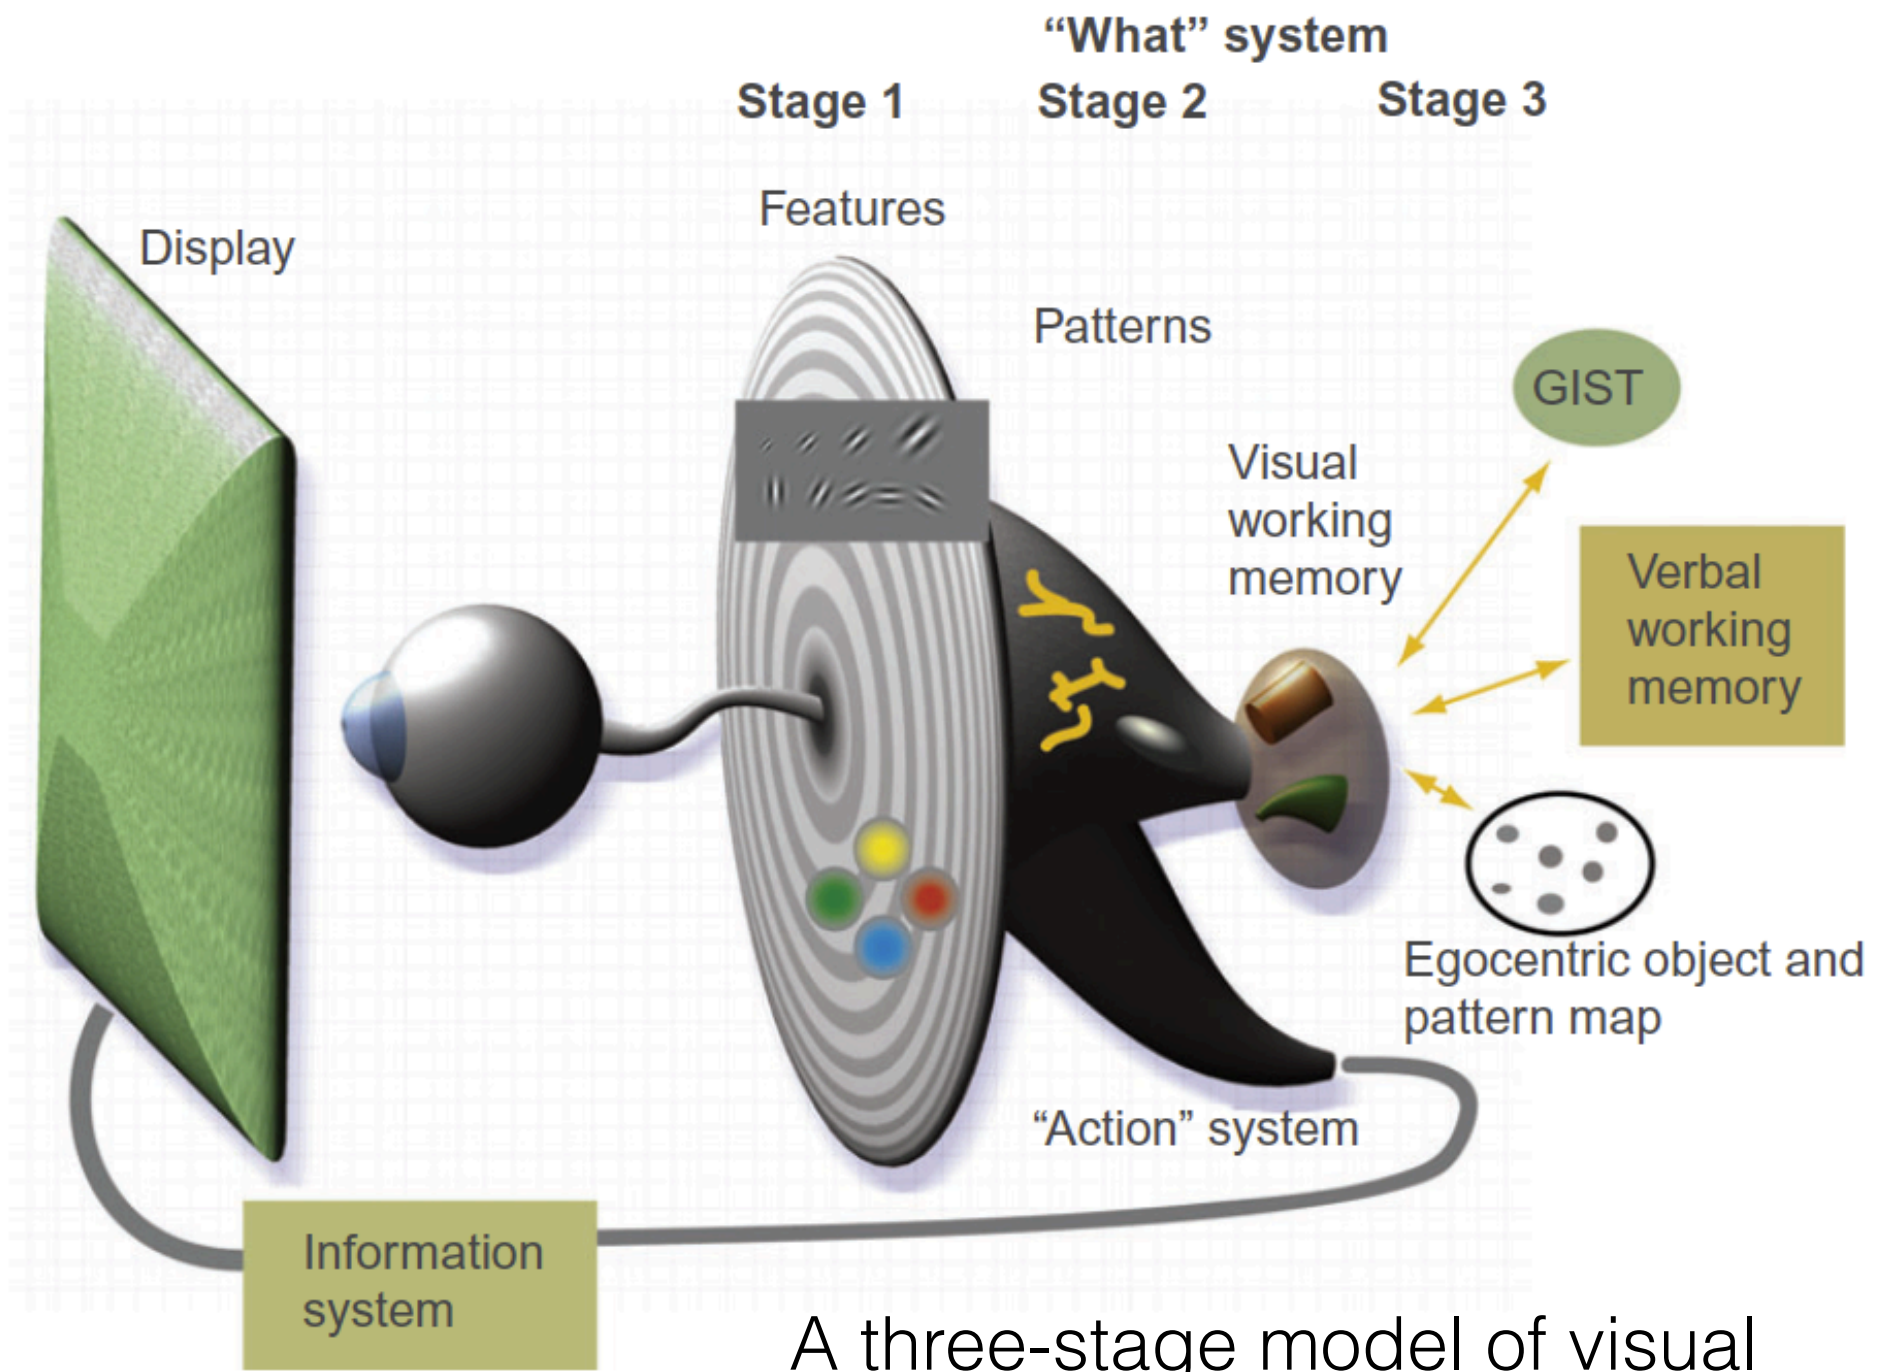 “What” system
Stage 1
Stage 2
Stage 3
Features
Display
Patterns
GIST
Visual
working
memory
Verbal
working
memory
Egocentric object and
pattern map
“Action” system
Information
system
A three-stage model of visual